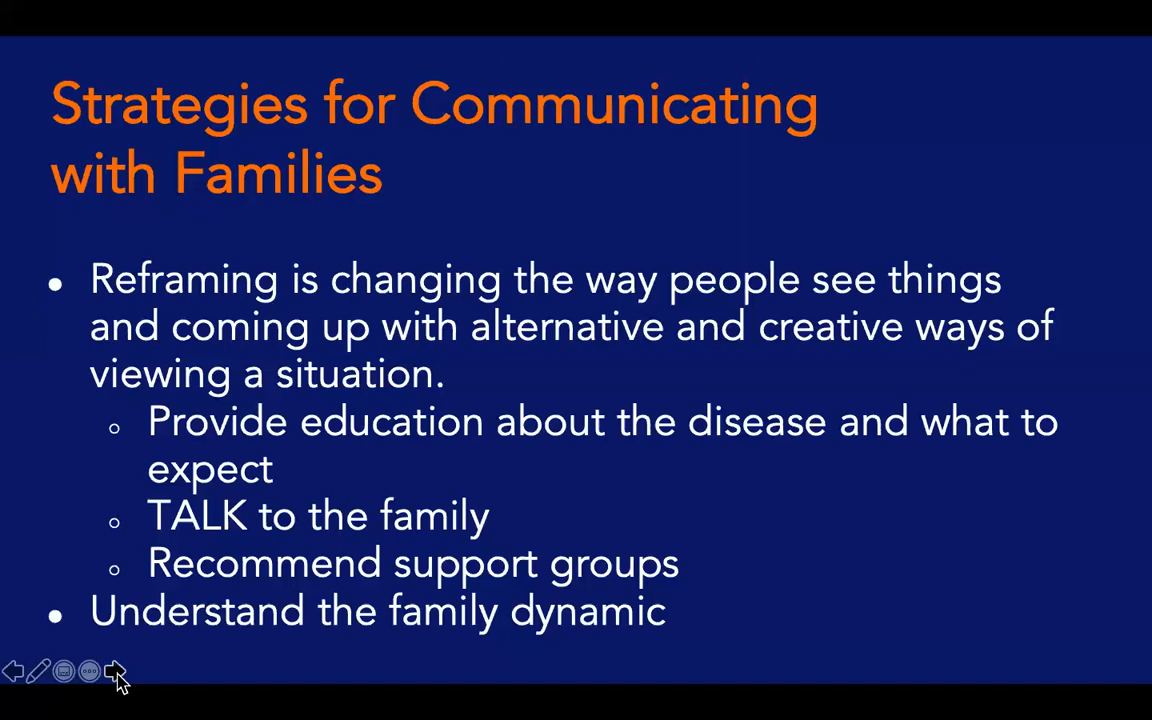 Strategies for Communicating
with Families
• Reframing is changing the way people see things
and coming up with alternative and creative ways of
viewing a situation.
○ Provide education about the disease and what to
expect
○ TALK to the family
○ Recommend support groups
• Understand the family dynamic